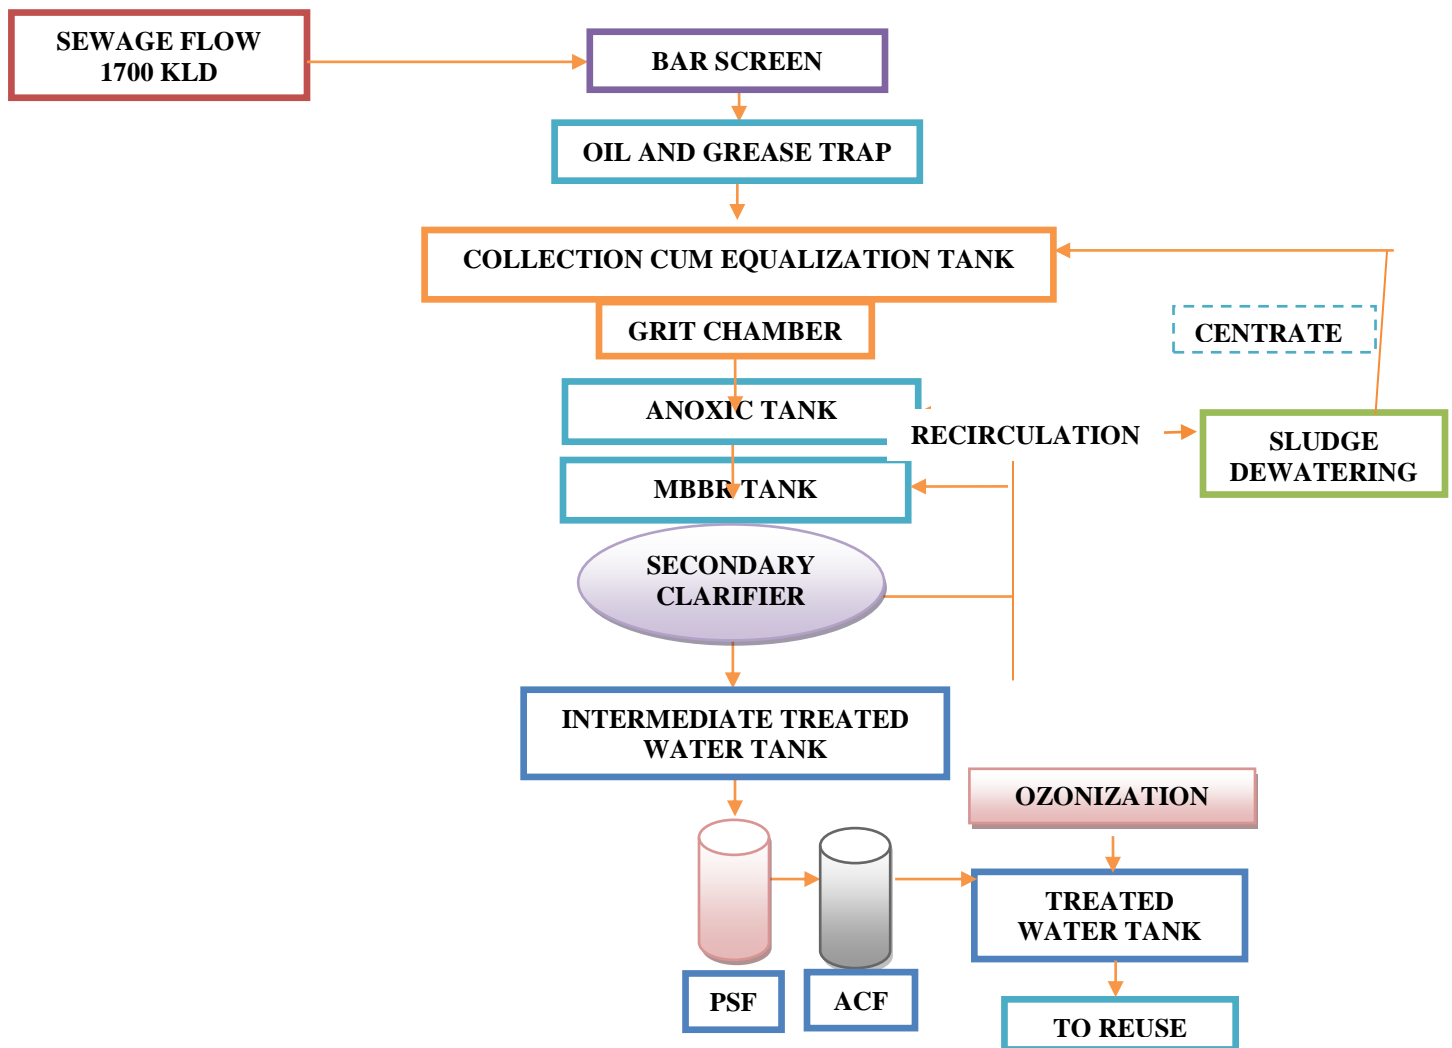 SEWAGE FLOW
1700 KLD
BAR SCREEN
OIL AND GREASE TRAP
COLLECTION CUM EQUALIZATION TANK
GRIT CHAMBER
CENTRATE
ANOXIC TANK
RECIRCULATION
SLUDGE
DEWATERING
MBBR TANK
SECONDARY
CLARIFIER
INTERMEDIATE TREATED
WATER TANK
OZONIZATION
TREATED
WATER TANK
PSF
ACF
TO REUSE